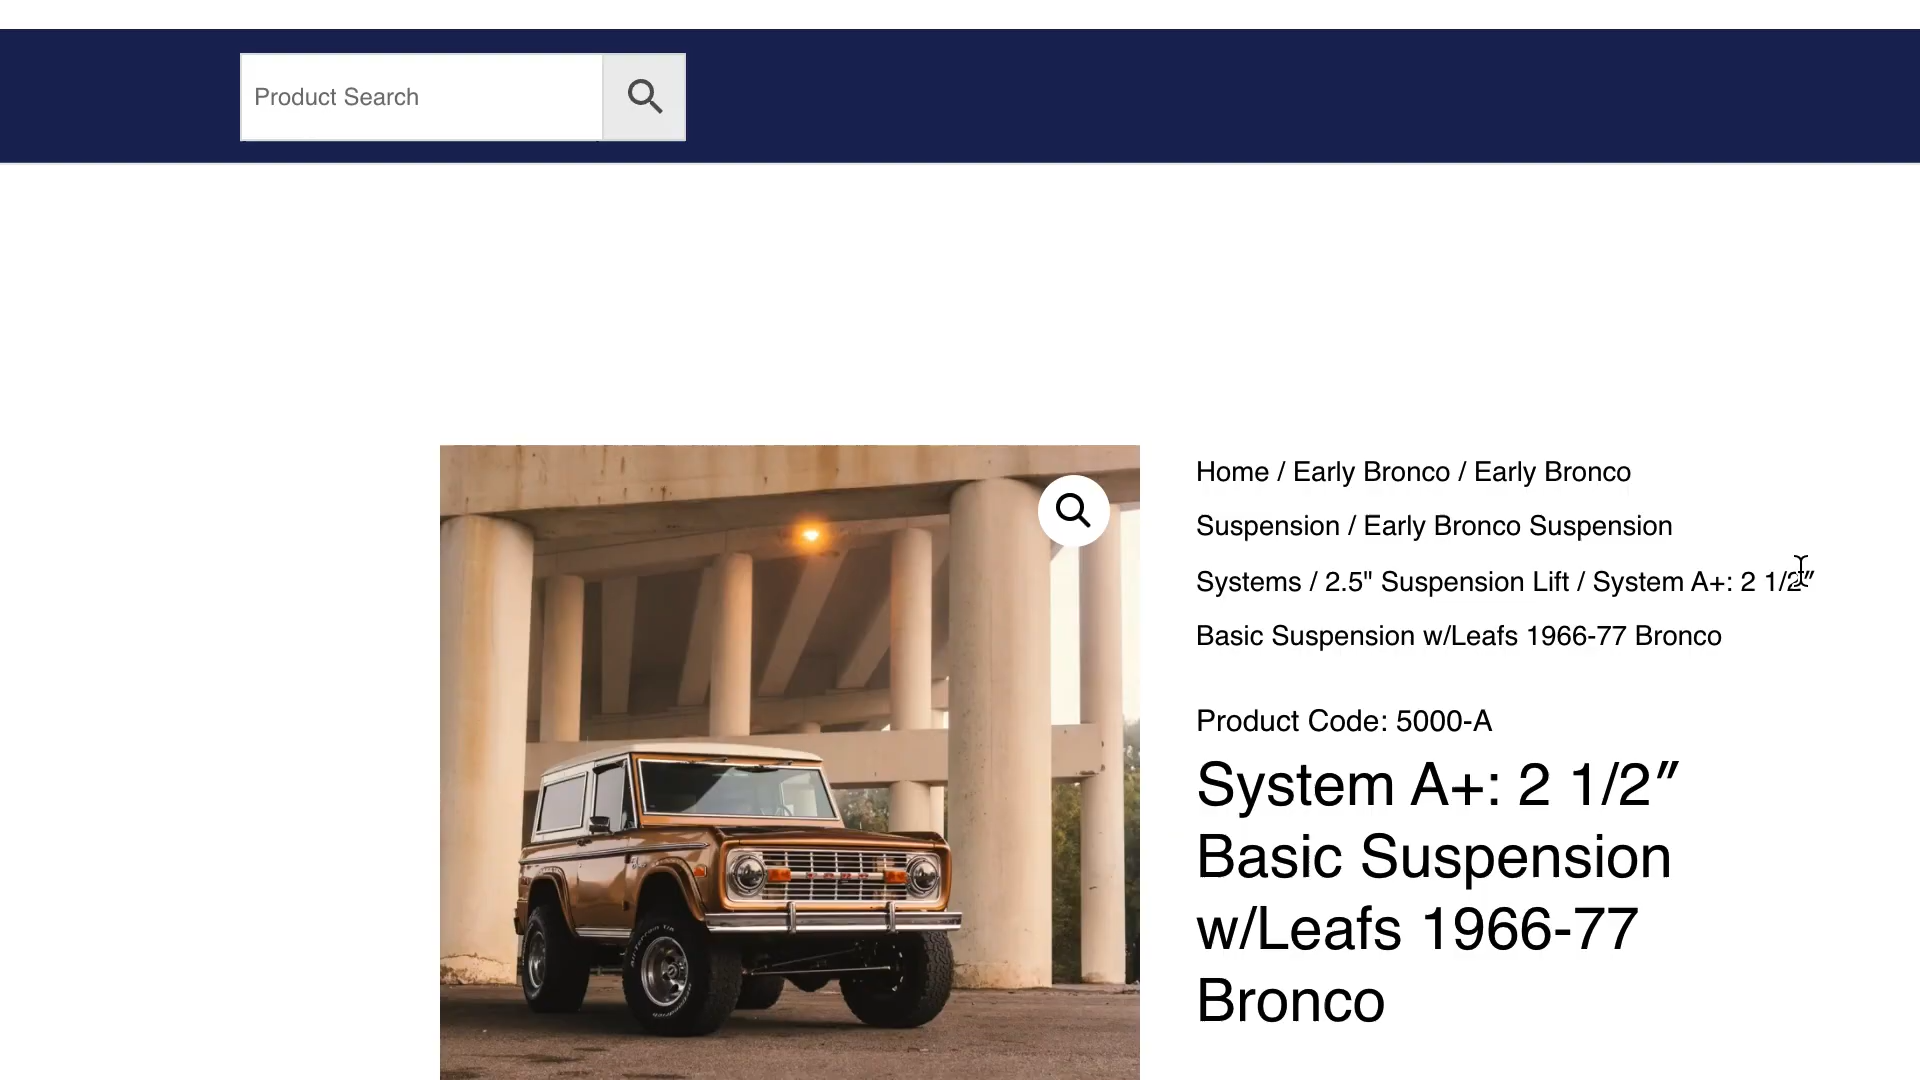 Product Search
Home / Early Bronco / Early Bronco
Suspension / Early Bronco Suspension
Systems / 2.5" Suspension Lift / System A+: 2 1/2″
Basic Suspension w/Leafs 1966-77 Bronco
Product Code: 5000-A
System A+: 2 1/2″
Basic Suspension
w/Leafs 1966-77
Bronco
FORD